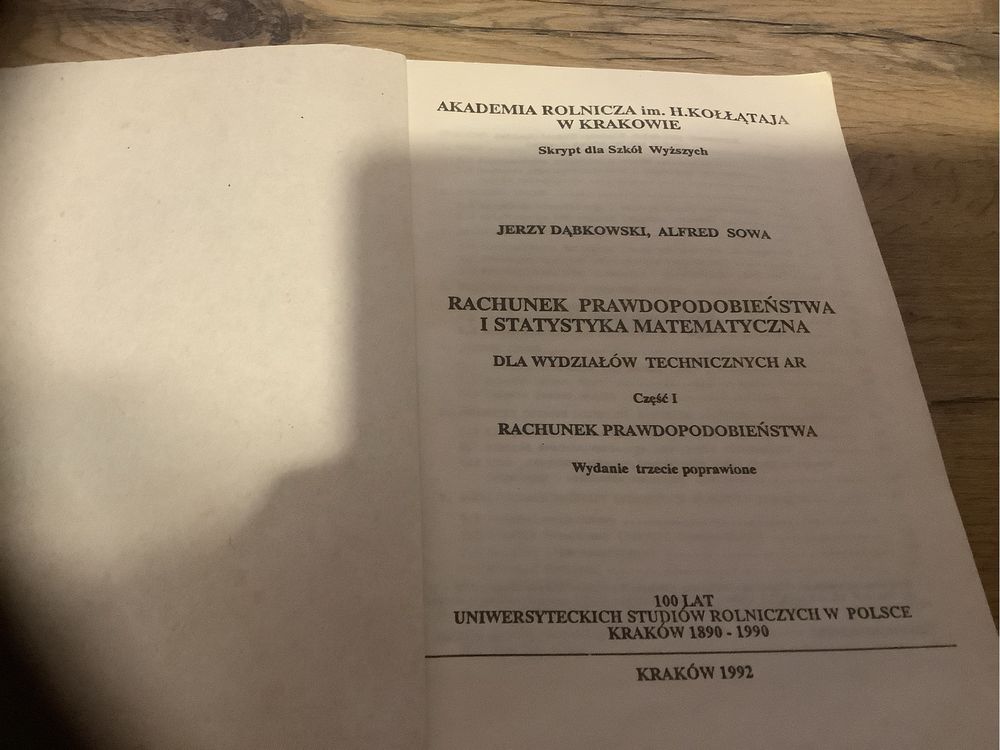 AKADEMIA ROLNICZA im. H.KOŁŁĄTAJA
W KRAKOWIE
Skrypt dla Szkół Wyższych
JERZY DĄBKOWSKI, ALFRED SOWA
RACHUNEK PRAWDOPODOBIEŃSTWA
I STATYSTYKA MATEMATYCZNA
DLA WYDZIAŁÓW TECHNICZNYCH AR
Część I
RACHUNEK PRAWDOPODOBIEŃSTWA
Wydanie trzecie poprawione
100 LAT
UNIWERSYTECKICH STUDIÓW ROLNICZYCH W POLSCE
KRAKÓW 1890 - 1990
KRAKÓW 1992